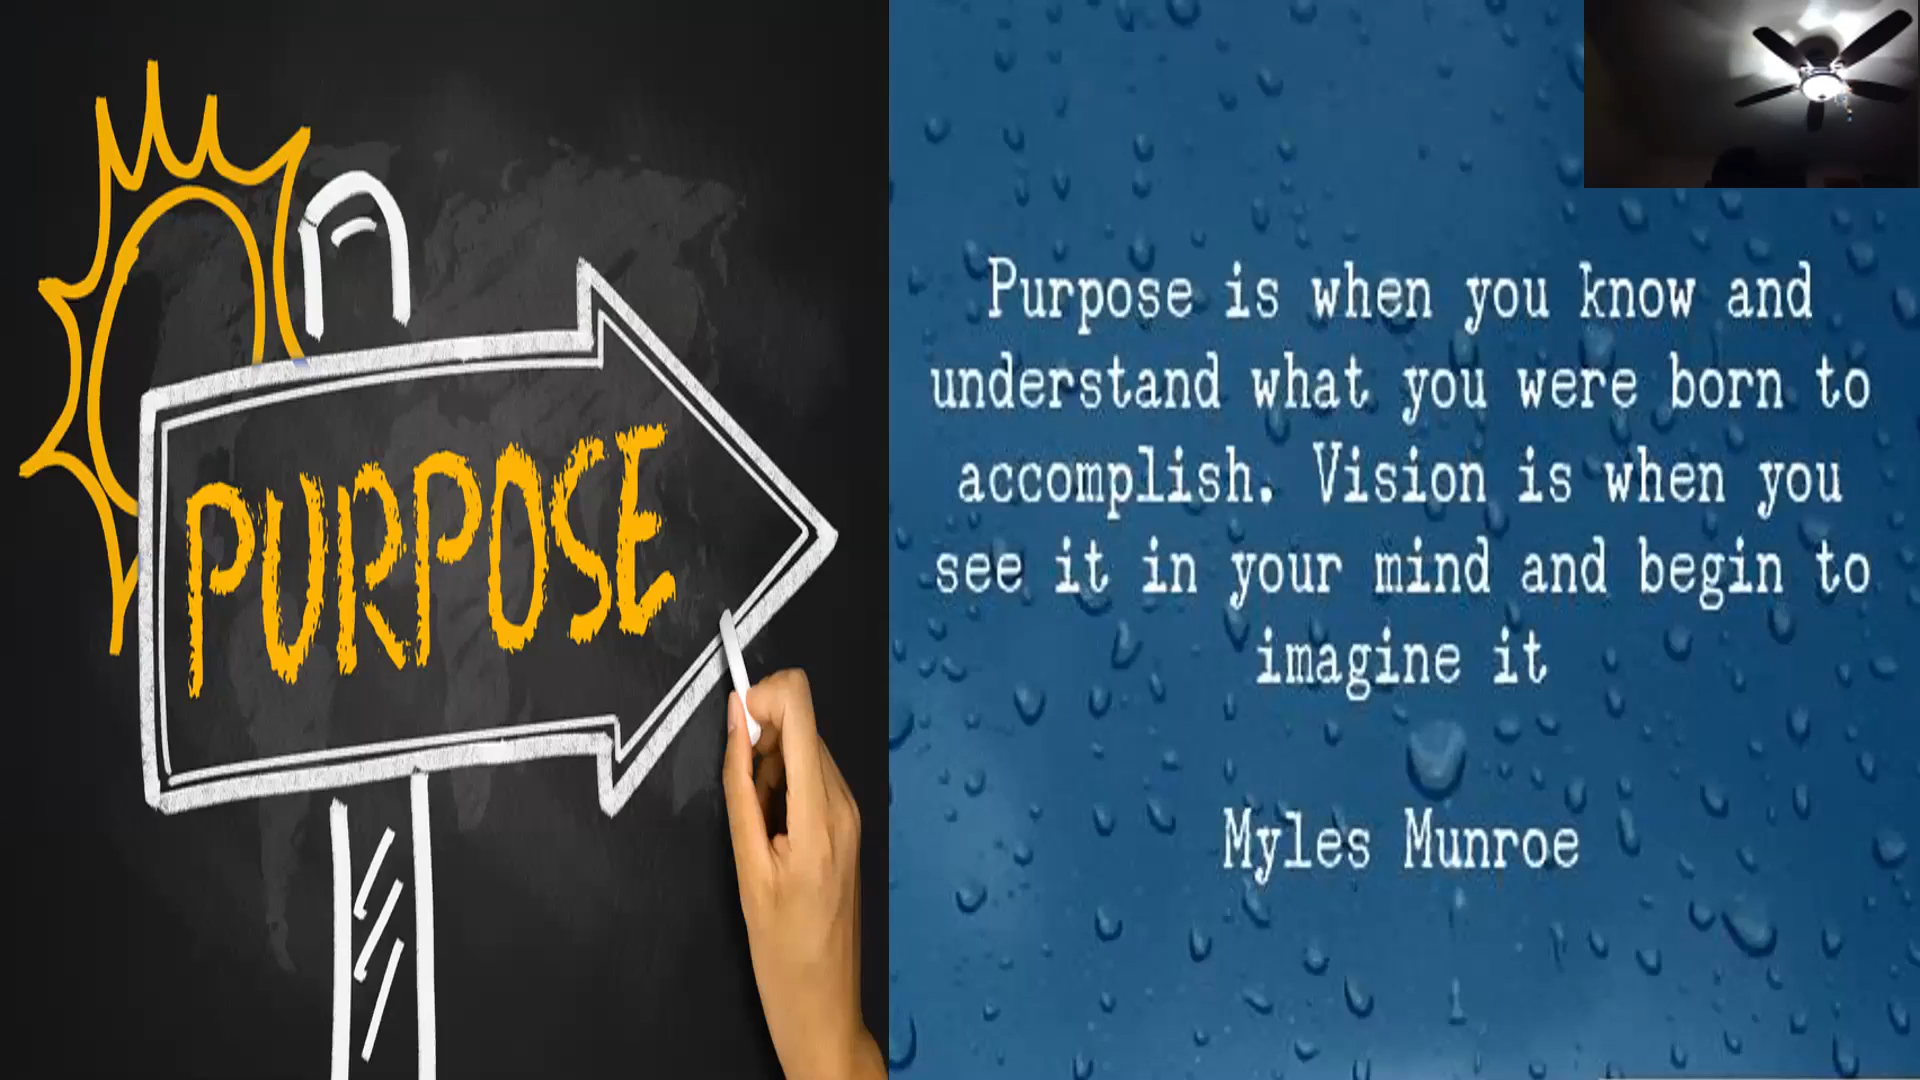 PURPOSE
Purpose is when you know and
understand what you were born to
accomplish. Vision is when you
see it in your mind and begin to
imagine it
Myles Munroe